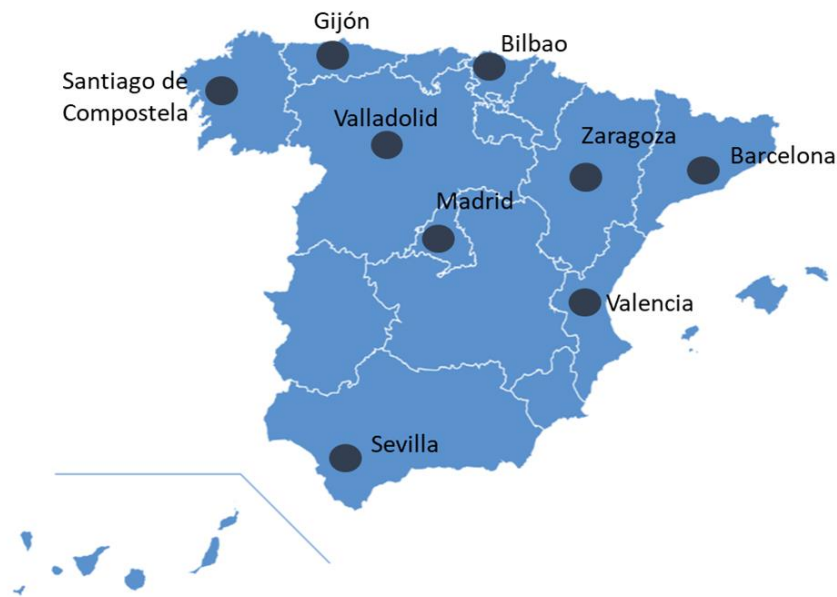 Gijón
Bilbao
Santiago de
Compostela
Valladolid
Zaragoza
Barcelona
Madrid
Valencia
Sevilla